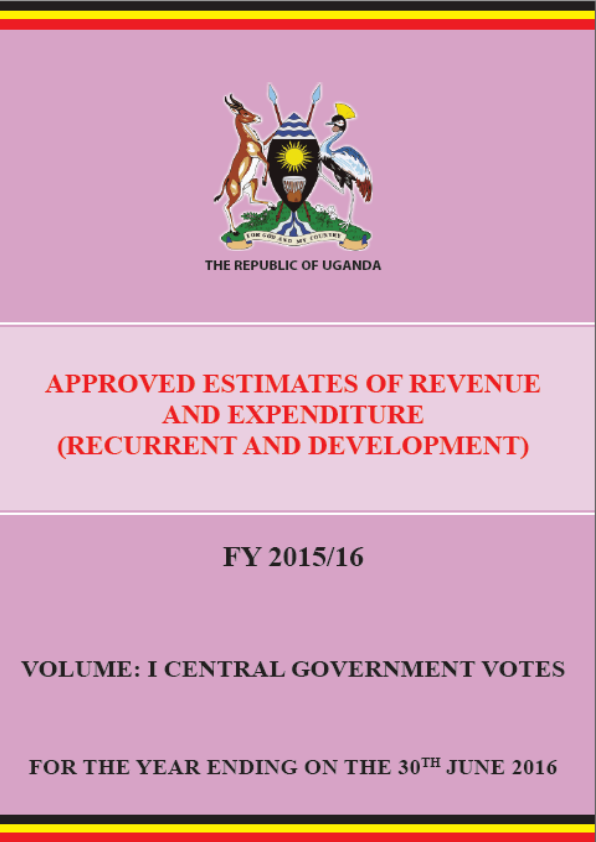 FOR GOD AND MY COUNTRY
THE REPUBLIC OF UGANDA
APPROVED ESTIMATES OF REVENUE
AND EXPENDITURE
(RECURRENT AND DEVELOPMENT)
FY 2015/16
VOLUME: I CENTRAL GOVERNMENT VOTES
FOR THE YEAR ENDING ON THE 30TH JUNE 2016